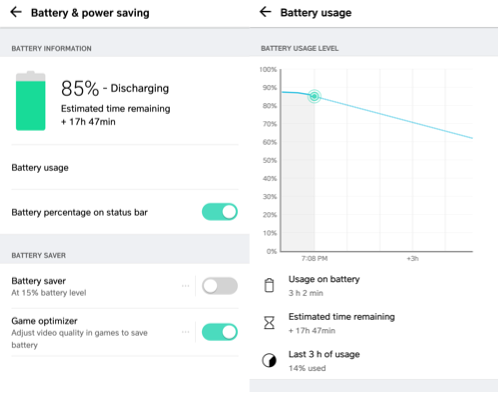 Battery & power saving
BATTERY INFORMATION
85% - Discharging
Estimated time remaining
+ 17h 47min
Battery usage
Battery percentage on status bar
BATTERY SAVER
Battery saver
At 15% battery level
Game optimizer
Adjust video quality in games to save
battery
Battery usage
BATTERY USAGE LEVEL
100%
90%
80%
70%
60%
50%
40%
30%
20%
10%
0%
7:08 PM +3h
Usage on battery
3 h 2 min
Estimated time remaining
+ 17h 47min
Last 3 h of usage
14% used